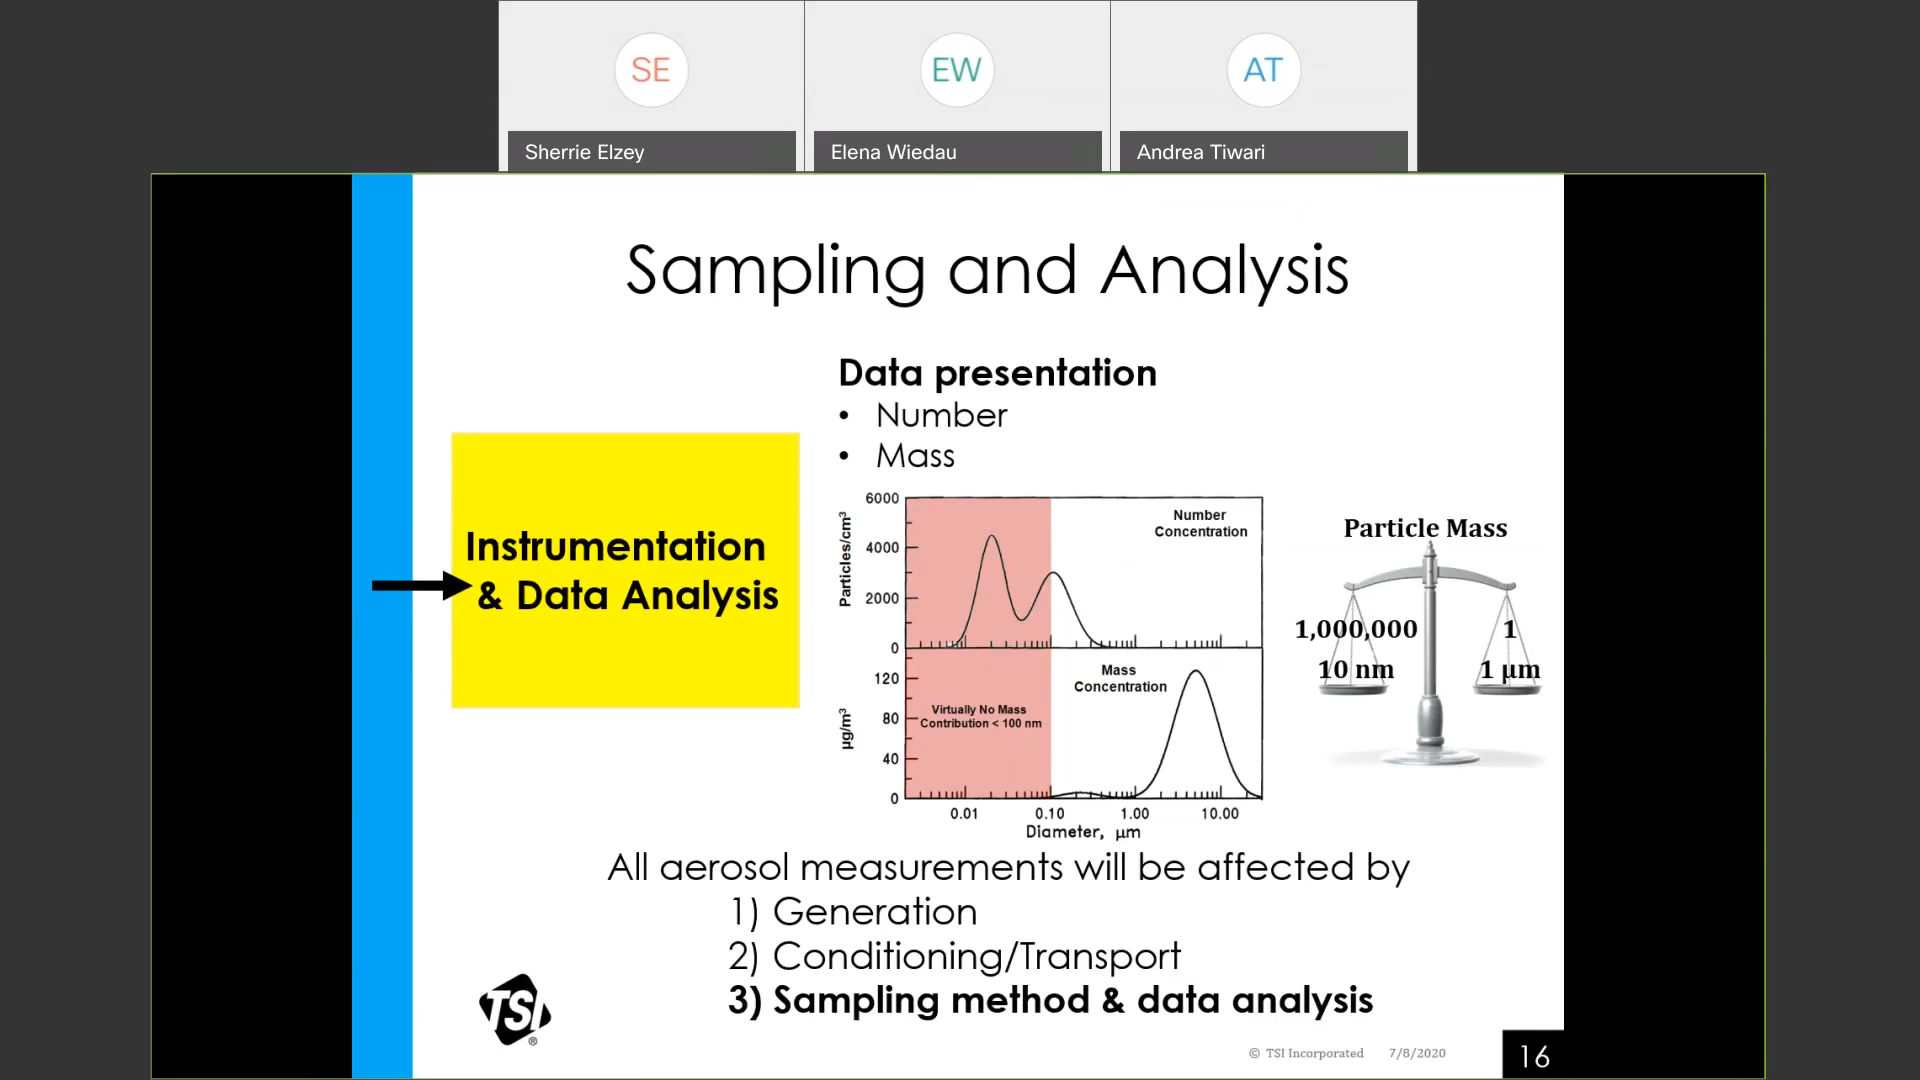 SE
EW
AT
Sherrie Elzey
Elena Wiedau
Andrea Tiwari
Sampling and Analysis
Data presentation
• Number
• Mass
Instrumentation
& Data Analysis
Particles/cm³
6000
4000
2000
0
Number
Concentration
µg/m³
120
80
40
0
Mass
Concentration
Virtually No Mass
Contribution < 100 nm
0.01
0.10
1.00
10.00
Diameter, µm
Particle Mass
1,000,000
10 nm
1
1 µm
All aerosol measurements will be affected by
1) Generation
2) Conditioning/Transport
3) Sampling method & data analysis
TSI
®
© TSI Incorporated 7/8/2020
16